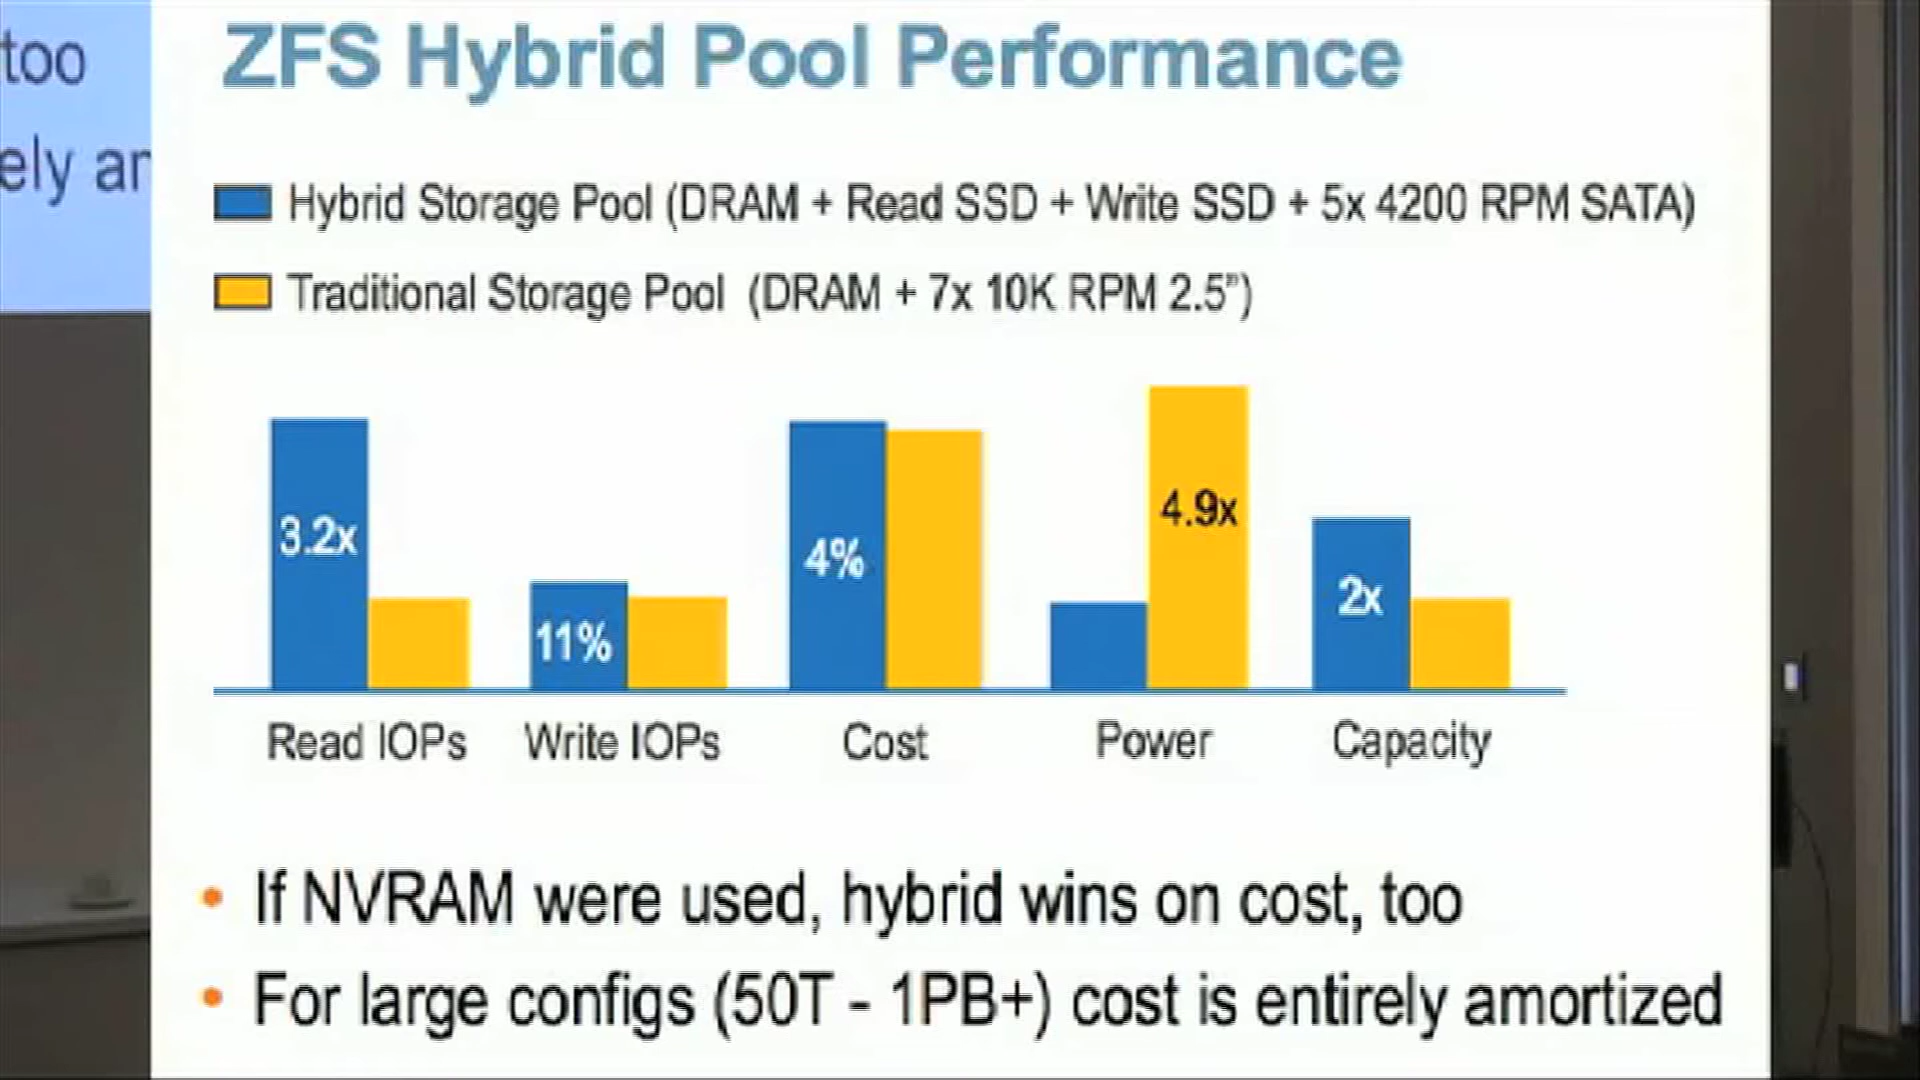 too
ZFS Hybrid Pool Performance
Hybrid Storage Pool (DRAM + Read SSD + Write SSD + 5x 4200 RPM SATA)
Traditional Storage Pool (DRAM + 7x 10K RPM 2.5”)
3.2x
11%
4%
4.9x
2x
Read IOPs
Write IOPs
Cost
Power
Capacity
• If NVRAM were used, hybrid wins on cost, too
• For large configs (50T - 1PB+) cost is entirely amortized